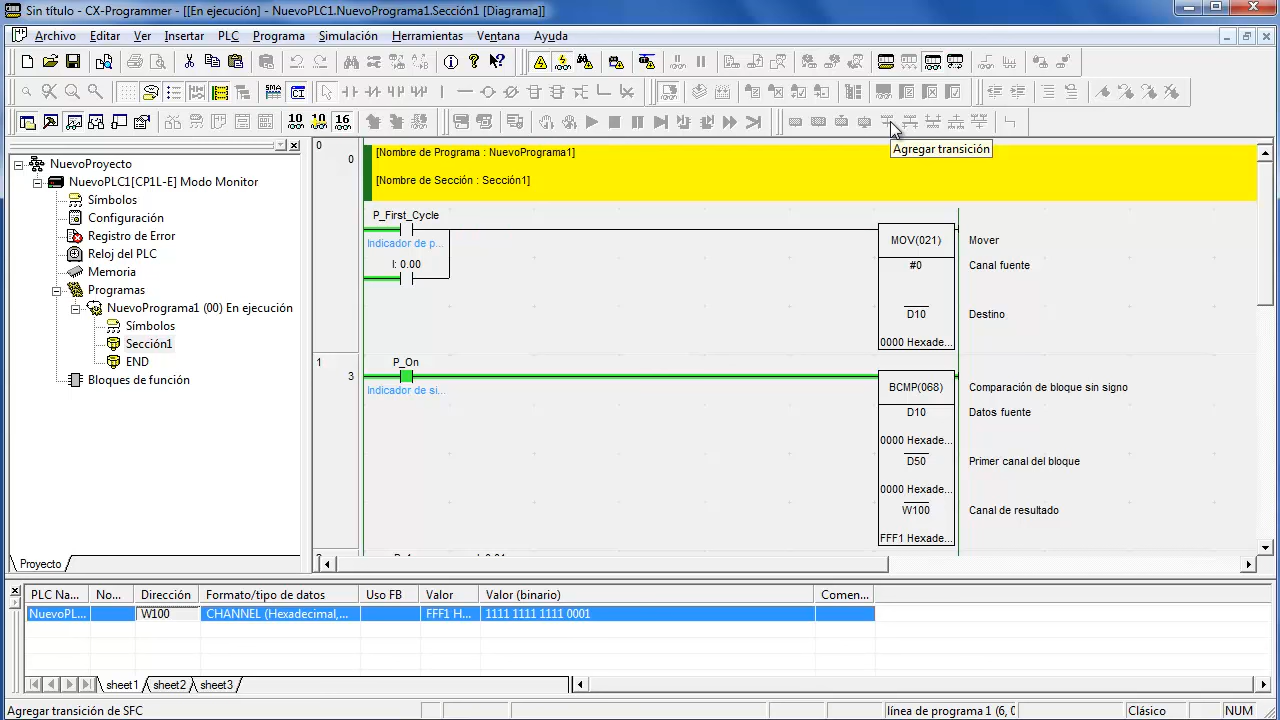 Sin título - CX-Programmer - [[En ejecución] - NuevoPLC1.NuevoPrograma1.Sección1 [Diagrama]]
Archivo Editar Ver Insertar PLC Programa Simulación Herramientas Ventana Ayuda
SMA CI
10 10 16
Agregar transición
NuevoProyecto
NuevoPLC1[CP1L-E] Modo Monitor
Símbolos
Configuración
Registro de Error
Reloj del PLC
Memoria
Programas
NuevoPrograma1 (00) En ejecución
Símbolos
Sección1
END
Bloques de función
Proyecto
0
0
[Nombre de Programa : NuevoPrograma1]
[Nombre de Sección : Sección1]
P_First_Cycle
Indicador de p...
I: 0.00
MOV(021) Mover
#0 Canal fuente
D10 Destino
0000 Hexade...
1
3
P_On
Indicador de si...
BCMP(068) Comparación de bloque sin signo
D10 Datos fuente
0000 Hexade...
D50 Primer canal del bloque
0000 Hexade...
W100 Canal de resultado
FFF1 Hexade...
PLC Na... No... Dirección Formato/tipo de datos Uso FB Valor Valor (binario) Comen...
NuevoPL... W100 CHANNEL (Hexadecimal,... FFF1 H... 1111 1111 1111 0001
sheet1 sheet2 sheet3
Agregar transición de SFC
línea de programa 1 (6, 0
Clásico
NUM